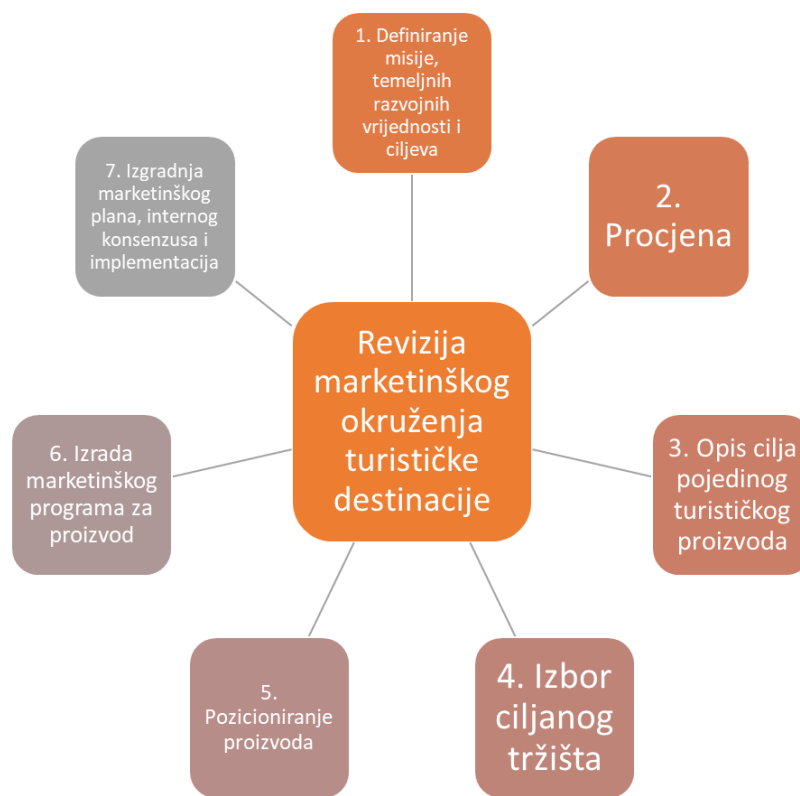 1. Definiranje
misije,
temeljnih
razvojnih
vrijednosti i
ciljeva
2.
Procjena
3. Opis cilja
pojedinog
turističkog
proizvoda
4. Izbor
ciljanog
tržišta
5.
Pozicioniranje
proizvoda
6. Izrada
marketinškog
programa za
proizvod
7. Izgradnja
marketinškog
plana, internog
konsenzusa i
implementacija
Revizija
marketinškog
okruženja
turističke
destinacije